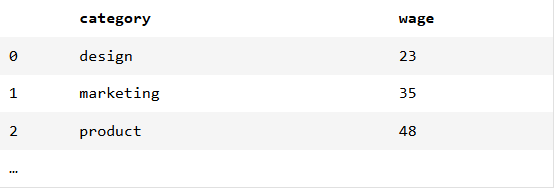 category wage
0 design 23
1 marketing 35
2 product 48
…